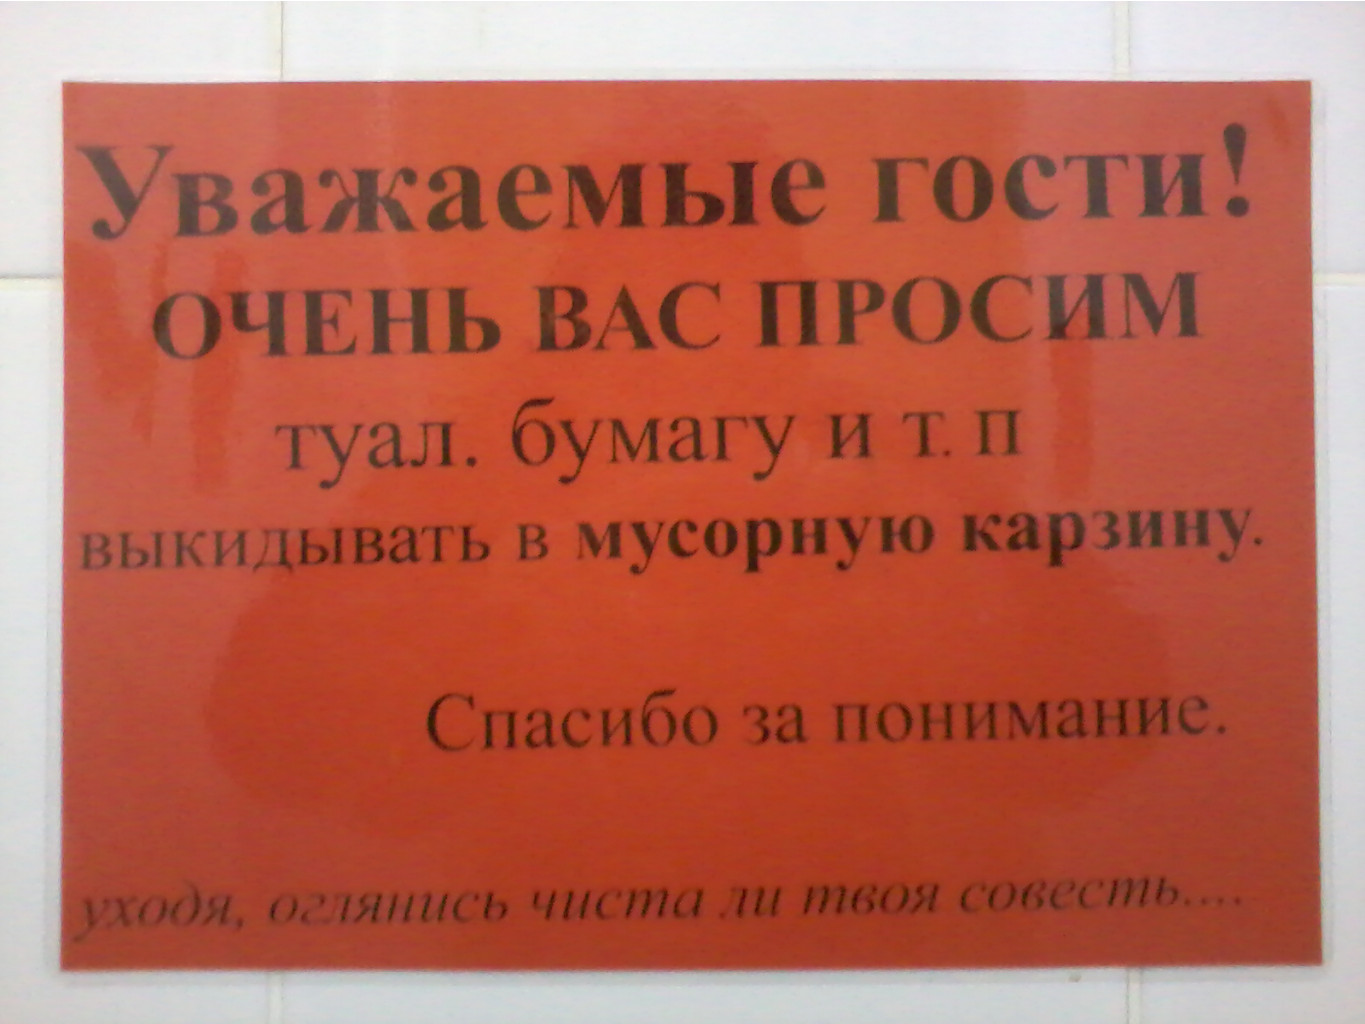 Уважаемые гости!
ОЧЕНЬ ВАС ПРОСИМ
туал. бумагу и т. п
выкидывать в мусорную карзину.
Спасибо за понимание.
уходя, оглянись чиста ли твоя совесть....